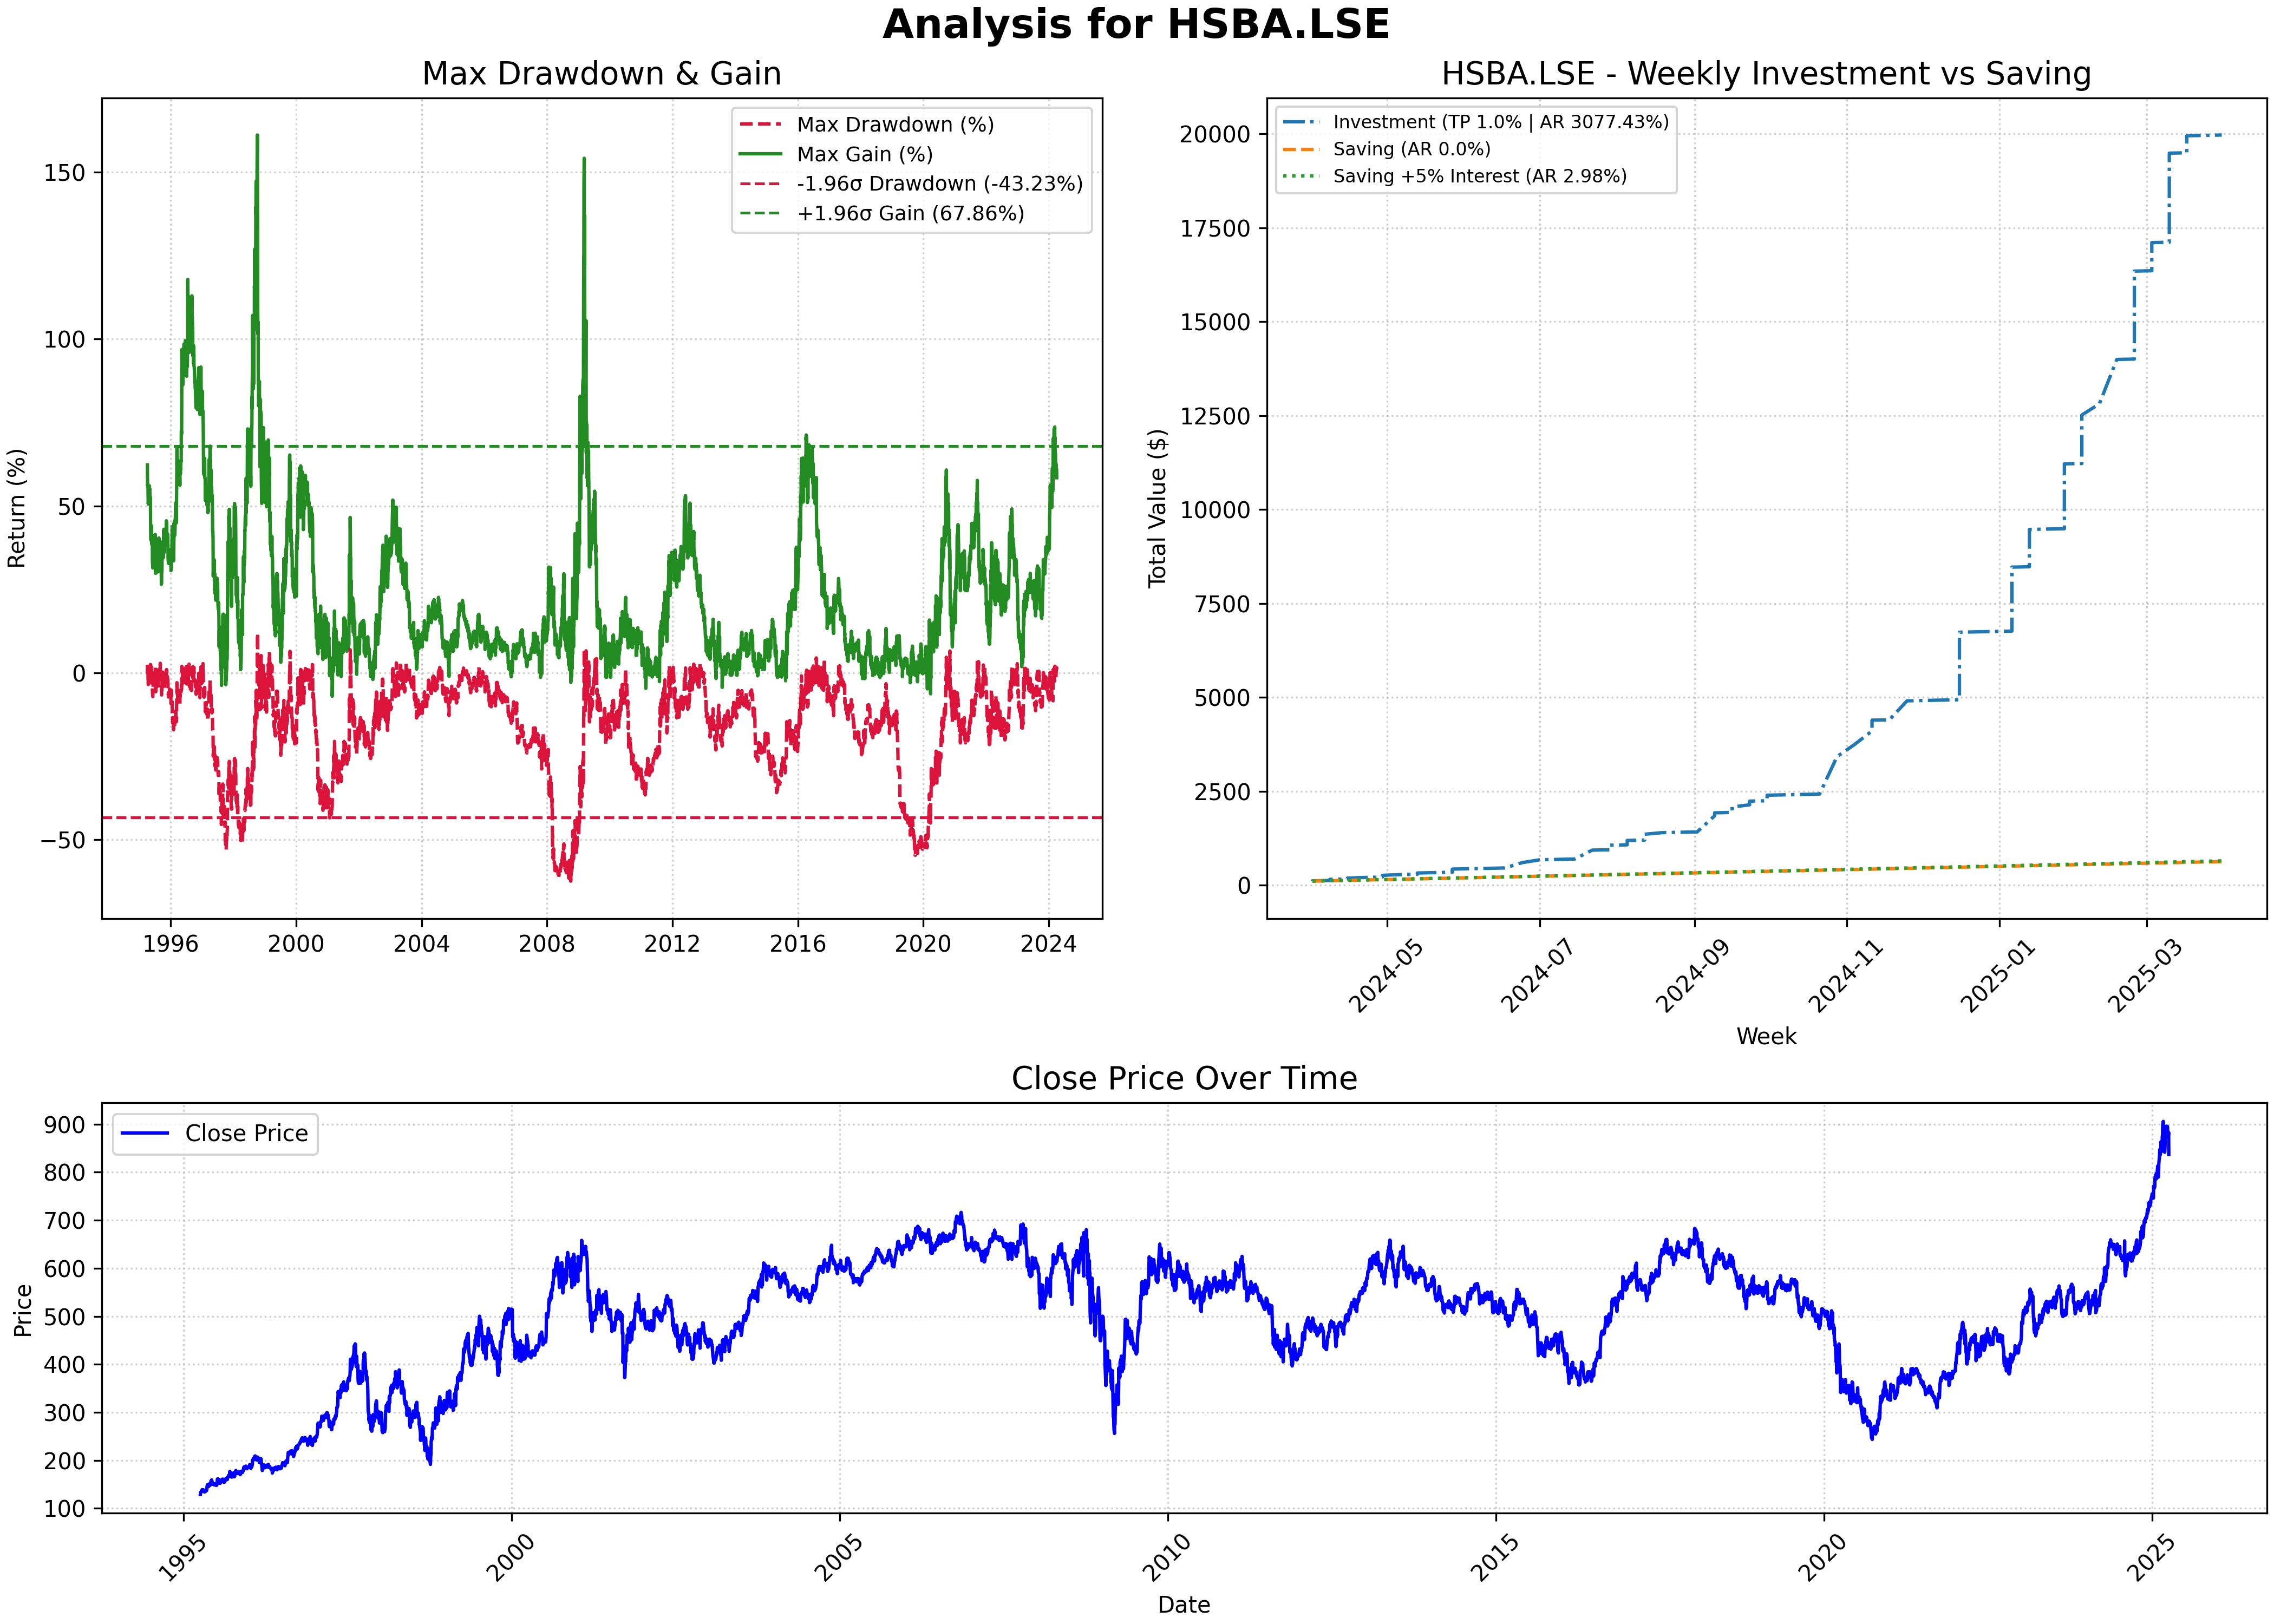 Analysis for HSBA.LSE
Max Drawdown & Gain
Return (%)
150
100
50
0
−50
1996 2000 2004 2008 2012 2016 2020 2024
Max Drawdown (%)
Max Gain (%)
-1.96σ Drawdown (-43.23%)
+1.96σ Gain (67.86%)
HSBA.LSE - Weekly Investment vs Saving
Total Value ($)
20000
17500
15000
12500
10000
7500
5000
2500
0
Investment (TP 1.0% | AR 3077.43%)
Saving (AR 0.0%)
Saving +5% Interest (AR 2.98%)
2024-05 2024-07 2024-09 2024-11 2025-01 2025-03
Week
Close Price Over Time
Price
900
800
700
600
500
400
300
200
100
Close Price
1995 2000 2005 2010 2015 2020 2025
Date